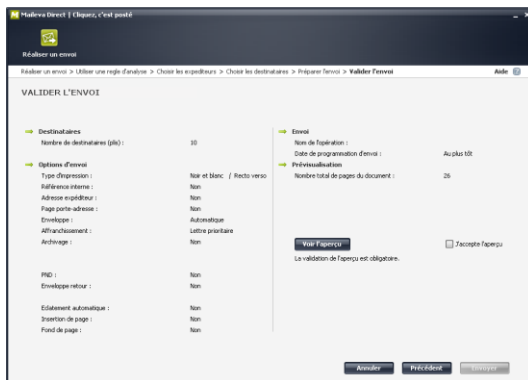 Maileva Direct | Cliquez, c'est posté
Réaliser un envoi
Réaliser un envoi > Utiliser une regle d'analyse > Choisir les expediteurs > Choisir les destinataires > Préparer l'envoi > Valider l'envoi
Aide
VALIDER L'ENVOI
Destinataires
Nombre de destinataires (plis) : 10
Options d'envoi
Type d'impression : Noir et blanc / Recto verso
Référence interne : Non
Adresse expéditeur : Non
Page porte-adresse : Non
Enveloppe : Automatique
Affranchissement : Lettre prioritaire
Archivage : Non
PND : Non
Enveloppe retour : Non
Eclatement automatique : Non
Insertion de page : Non
Fond de page : Non
Envoi
Nom de l'opération :
Date de programmation d'envoi : Au plus tôt
Prévisualisation
Nombre total de pages du document : 26
Voir l'aperçu
J'accepte l'aperçu
La validation de l'aperçu est obligatoire.
Annuler
Précédent
Envoyer